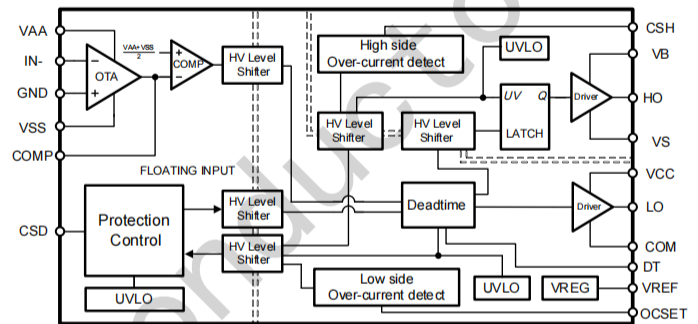 VAA
IN-
GND
VSS
COMP
CSD
OTA
VAA+VSS
2
COMP
HV Level
Shifter
High side
Over-current detect
UVLO
HV Level
Shifter
HV Level
Shifter
UV Q
LATCH
Driver
CSH
VB
HO
VS
FLOATING INPUT
Protection
Control
UVLO
HV Level
Shifter
HV Level
Shifter
Deadtime
Driver
Low side
Over-current detect
UVLO
VREG
VCC
LO
COM
DT
VREF
OCSET
onductor